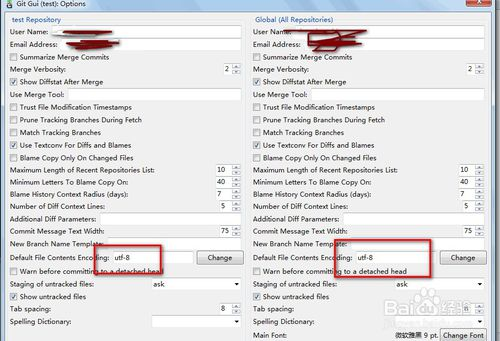 Git Gui (test): Options
test Repository
User Name:
Email Address:
Summarize Merge Commits
Merge Verbosity: 2
Show Diffstat After Merge
Use Merge Tool:
Trust File Modification Timestamps
Prune Tracking Branches During Fetch
Match Tracking Branches
Use Textconv For Diffs and Blames
Blame Copy Only On Changed Files
Maximum Length of Recent Repositories List: 10
Minimum Letters To Blame Copy On: 40
Blame History Context Radius (days): 7
Number of Diff Context Lines: 5
Additional Diff Parameters:
Commit Message Text Width: 75
New Branch Name Template:
Default File Contents Encoding: utf-8 Change
Warn before committing to a detached head
Staging of untracked files: ask
Show untracked files
Tab spacing: 8
Spelling Dictionary:
Global (All Repositories)
User Name:
Email Address:
Summarize Merge Commits
Merge Verbosity: 2
Show Diffstat After Merge
Use Merge Tool:
Trust File Modification Timestamps
Prune Tracking Branches During Fetch
Match Tracking Branches
Use Textconv For Diffs and Blames
Blame Copy Only On Changed Files
Maximum Length of Recent Repositories List: 10
Minimum Letters To Blame Copy On: 40
Blame History Context Radius (days): 7
Number of Diff Context Lines: 5
Additional Diff Parameters:
Commit Message Text Width: 75
New Branch Name Template:
Default File Contents Encoding: utf-8 Change
Warn before committing to a detached head
Staging of untracked files: ask
Show untracked files
Tab spacing:
Spelling Dictionary:
Main Font: 微软雅黑 9 pt. Change Font
Baidu经验